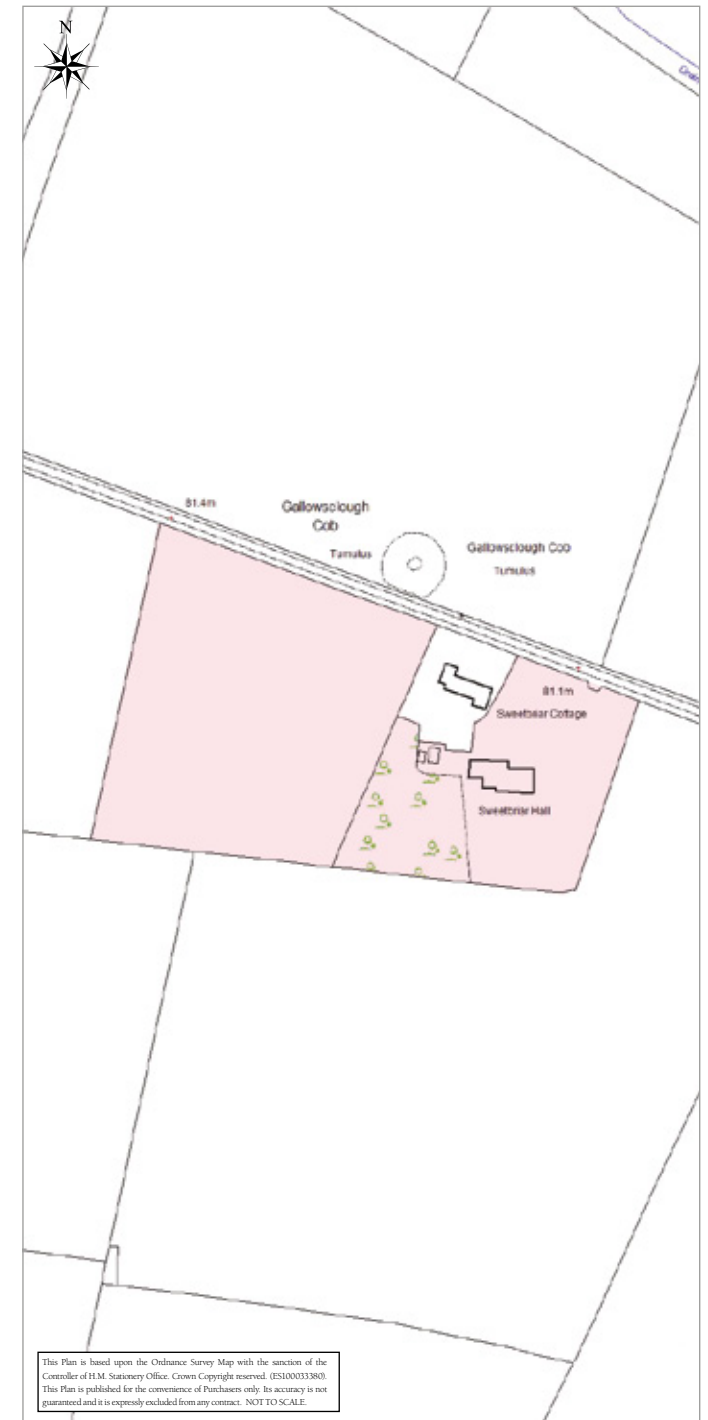 N
Drain
81.4m
Gallowsclough
Cob
Tumulus
Gallowsclough Cob
Tumulus
81.1m
Sweetbriar Cottage
Sweetbriar Hall
This Plan is based upon the Ordnance Survey Map with the sanction of the
Controller of H.M. Stationery Office. Crown Copyright reserved. (ES100033380).
This Plan is published for the convenience of Purchasers only. Its accuracy is not
guaranteed and it is expressly excluded from any contract. NOT TO SCALE.